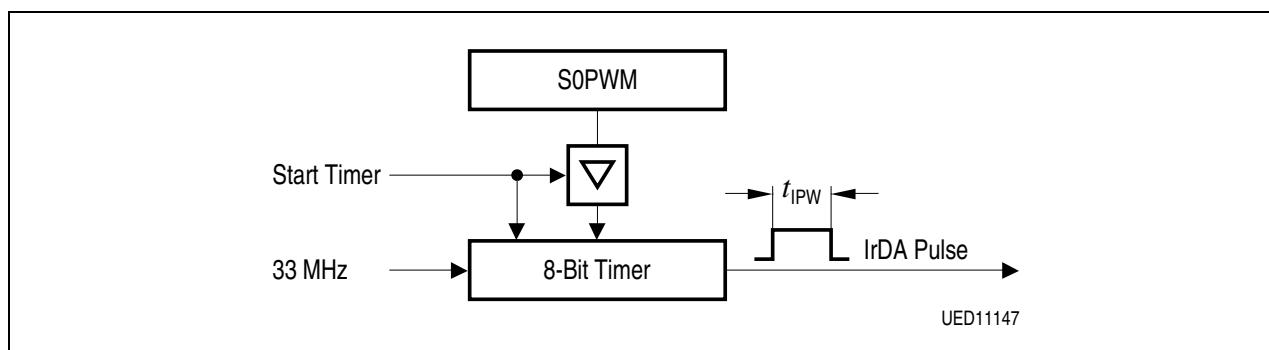 S0PWM
Start Timer
t IPW
33 MHz
8-Bit Timer
IrDA Pulse
UED11147